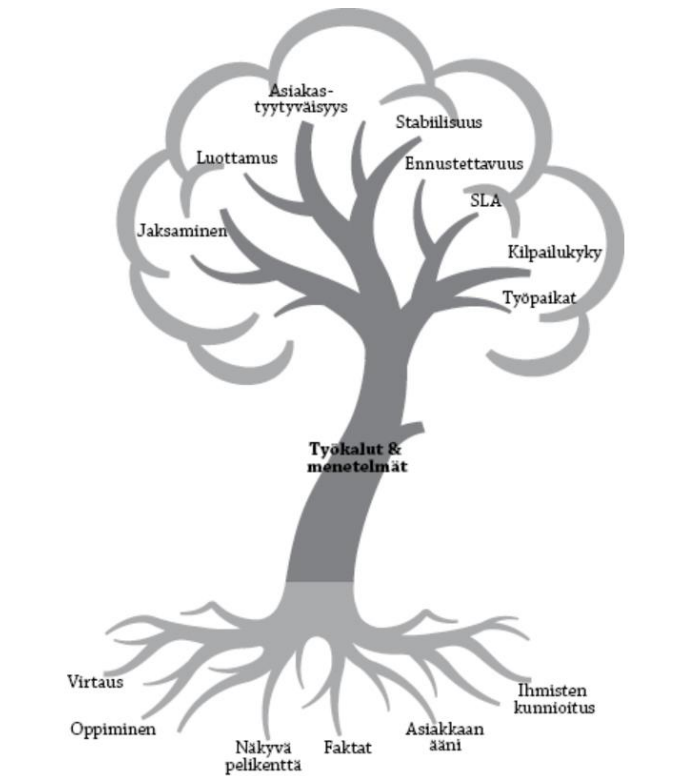 Asiakas-
tyytyväisyys
Stabiilisuus
Luottamus
Ennustettavuus
SLA
Jaksaminen
Kilpailukyky
Työpaikat
Työkalut &
menetelmät
Virtaus
Ihmisten
kunnioitus
Oppiminen
Asiakkaan
ääni
Näkyvä
pelikenttä
Faktat